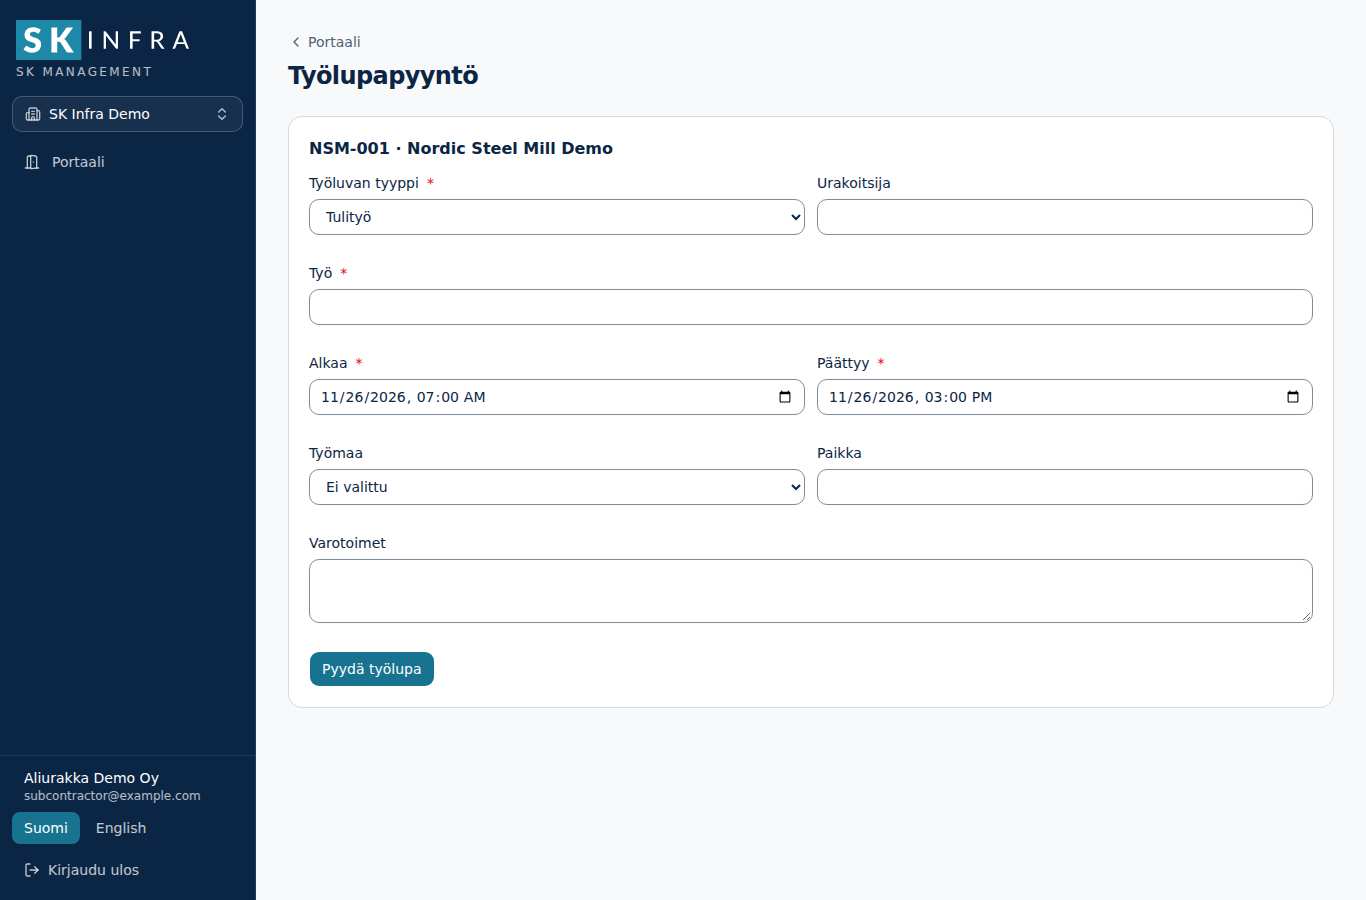 SK INFRA
SK MANAGEMENT
SK Infra Demo
Portaali
Aliurakka Demo Oy
subcontractor@example.com
Suomi
English
Kirjaudu ulos
Portaali
Työlupapyyntö
NSM-001 · Nordic Steel Mill Demo
Työluvan tyyppi *
Tulityö
Urakoitsija
Työ *
Alkaa *
11/26/2026, 07:00 AM
Päättyy *
11/26/2026, 03:00 PM
Työmaa
Ei valittu
Paikka
Varotoimet
Pyydä työlupa